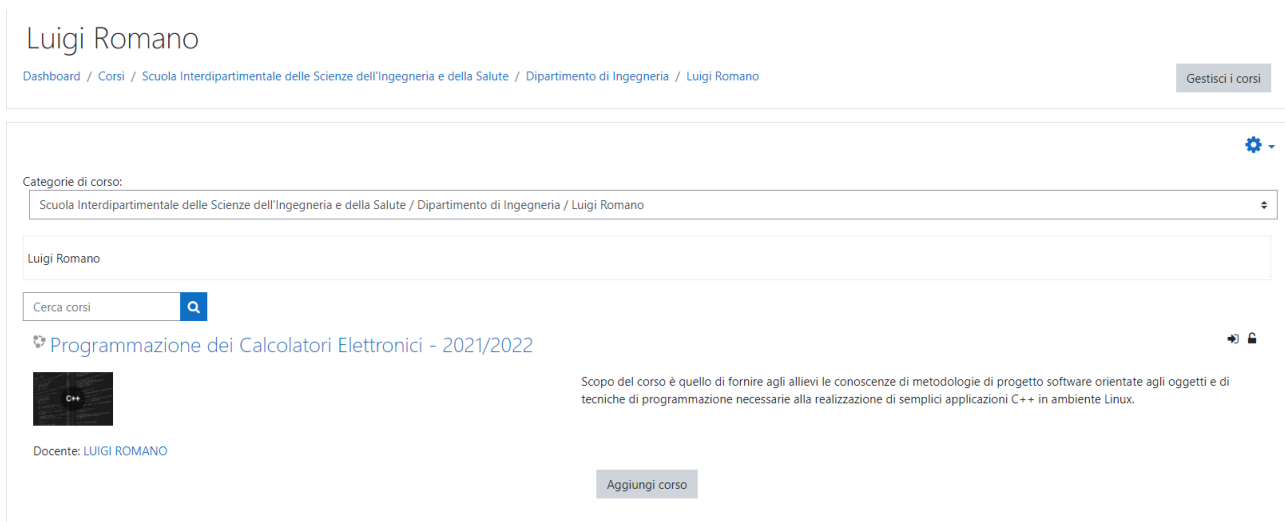 Luigi Romano
Dashboard / Corsi / Scuola Interdipartimentale delle Scienze dell'Ingegneria e della Salute / Dipartimento di Ingegneria / Luigi Romano
Gestisci i corsi
Categorie di corso:
Scuola Interdipartimentale delle Scienze dell'Ingegneria e della Salute / Dipartimento di Ingegneria / Luigi Romano
Luigi Romano
Cerca corsi
Programmazione dei Calcolatori Elettronici - 2021/2022
C++
Scopo del corso è quello di fornire agli allievi le conoscenze di metodologie di progetto software orientate agli oggetti e di
tecniche di programmazione necessarie alla realizzazione di semplici applicazioni C++ in ambiente Linux.
Docente: LUIGI ROMANO
Aggiungi corso